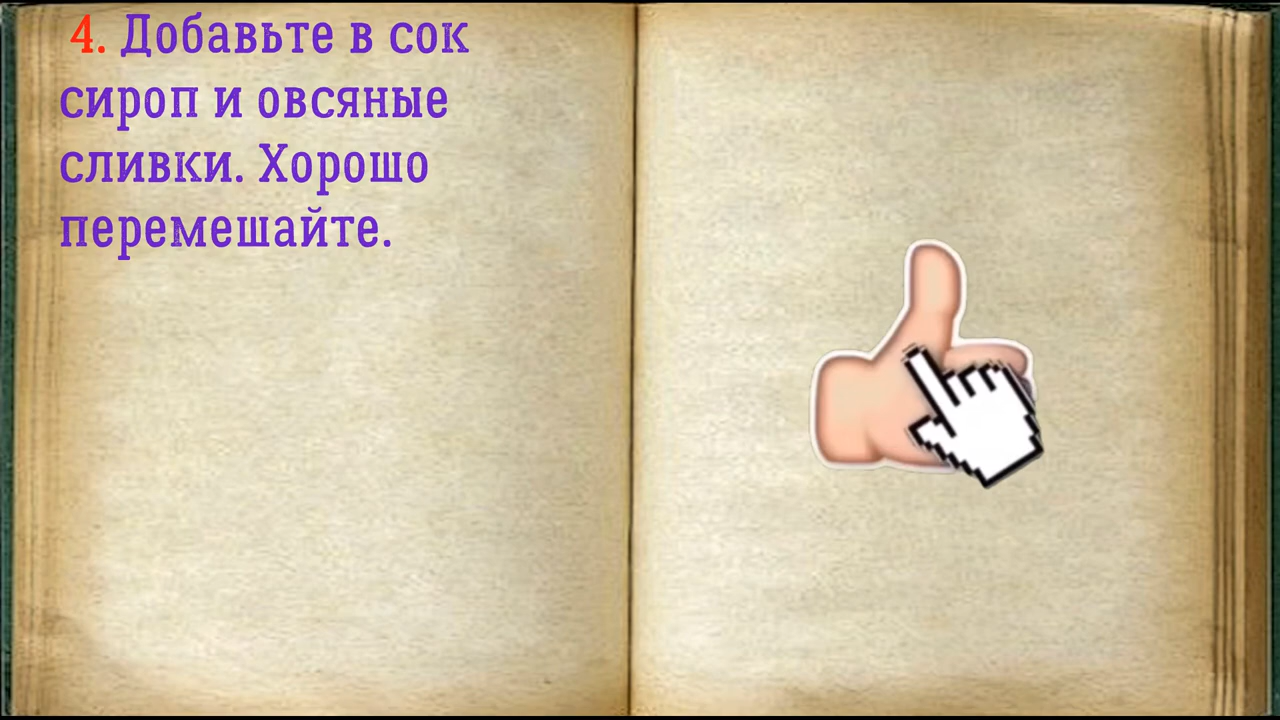 4. Добавьте в сок
сироп и овсяные
сливки. Хорошо
перемешайте.